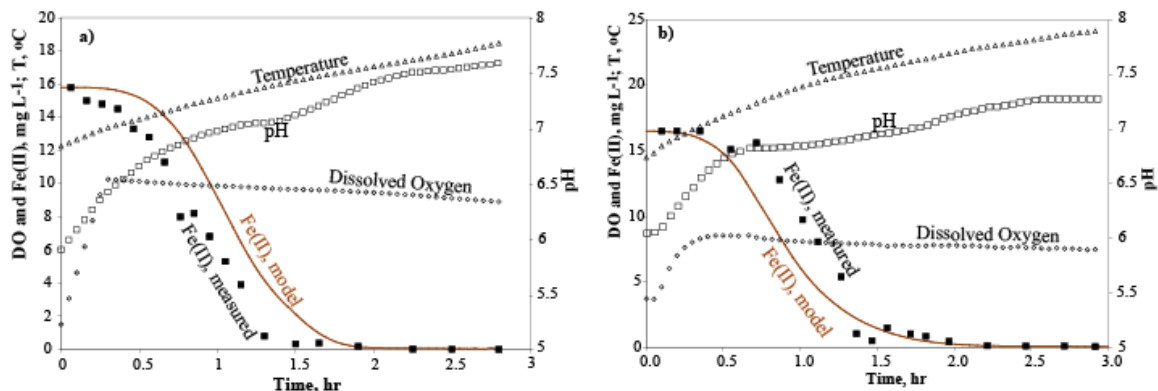 a)
DO and Fe(II), mg L-1; T, oC
20
18
16
14
12
10
8
6
4
2
0
8
7.5
7
6.5
6
5.5
5
pH
Temperature
pH
Dissolved Oxygen
Fe(II), model
Fe(II), measured
0
0.5
1
1.5
2
2.5
3
Time, hr
b)
DO and Fe(II), mg L-1; T, oC
25
20
15
10
5
0
8
7.5
7
6.5
6
5.5
5
pH
Temperature
pH
Fe(II), measured
Dissolved Oxygen
Fe(II), model
0.0
0.5
1.0
1.5
2.0
2.5
3.0
Time, hr